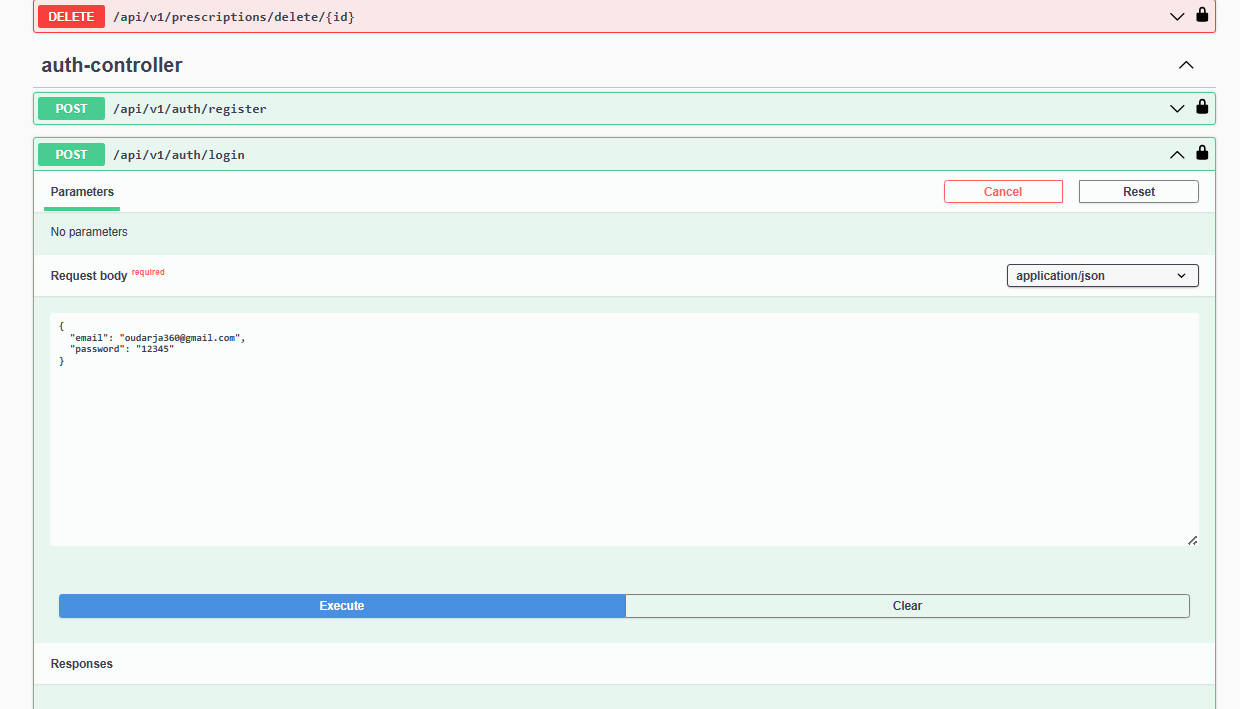 DELETE /api/v1/prescriptions/delete/{id}
auth-controller
POST /api/v1/auth/register
POST /api/v1/auth/login
Parameters Cancel Reset
No parameters
Request body required application/json
{
  "email": "oudarja360@gmail.com",
  "password": "12345"
}
Execute Clear
Responses